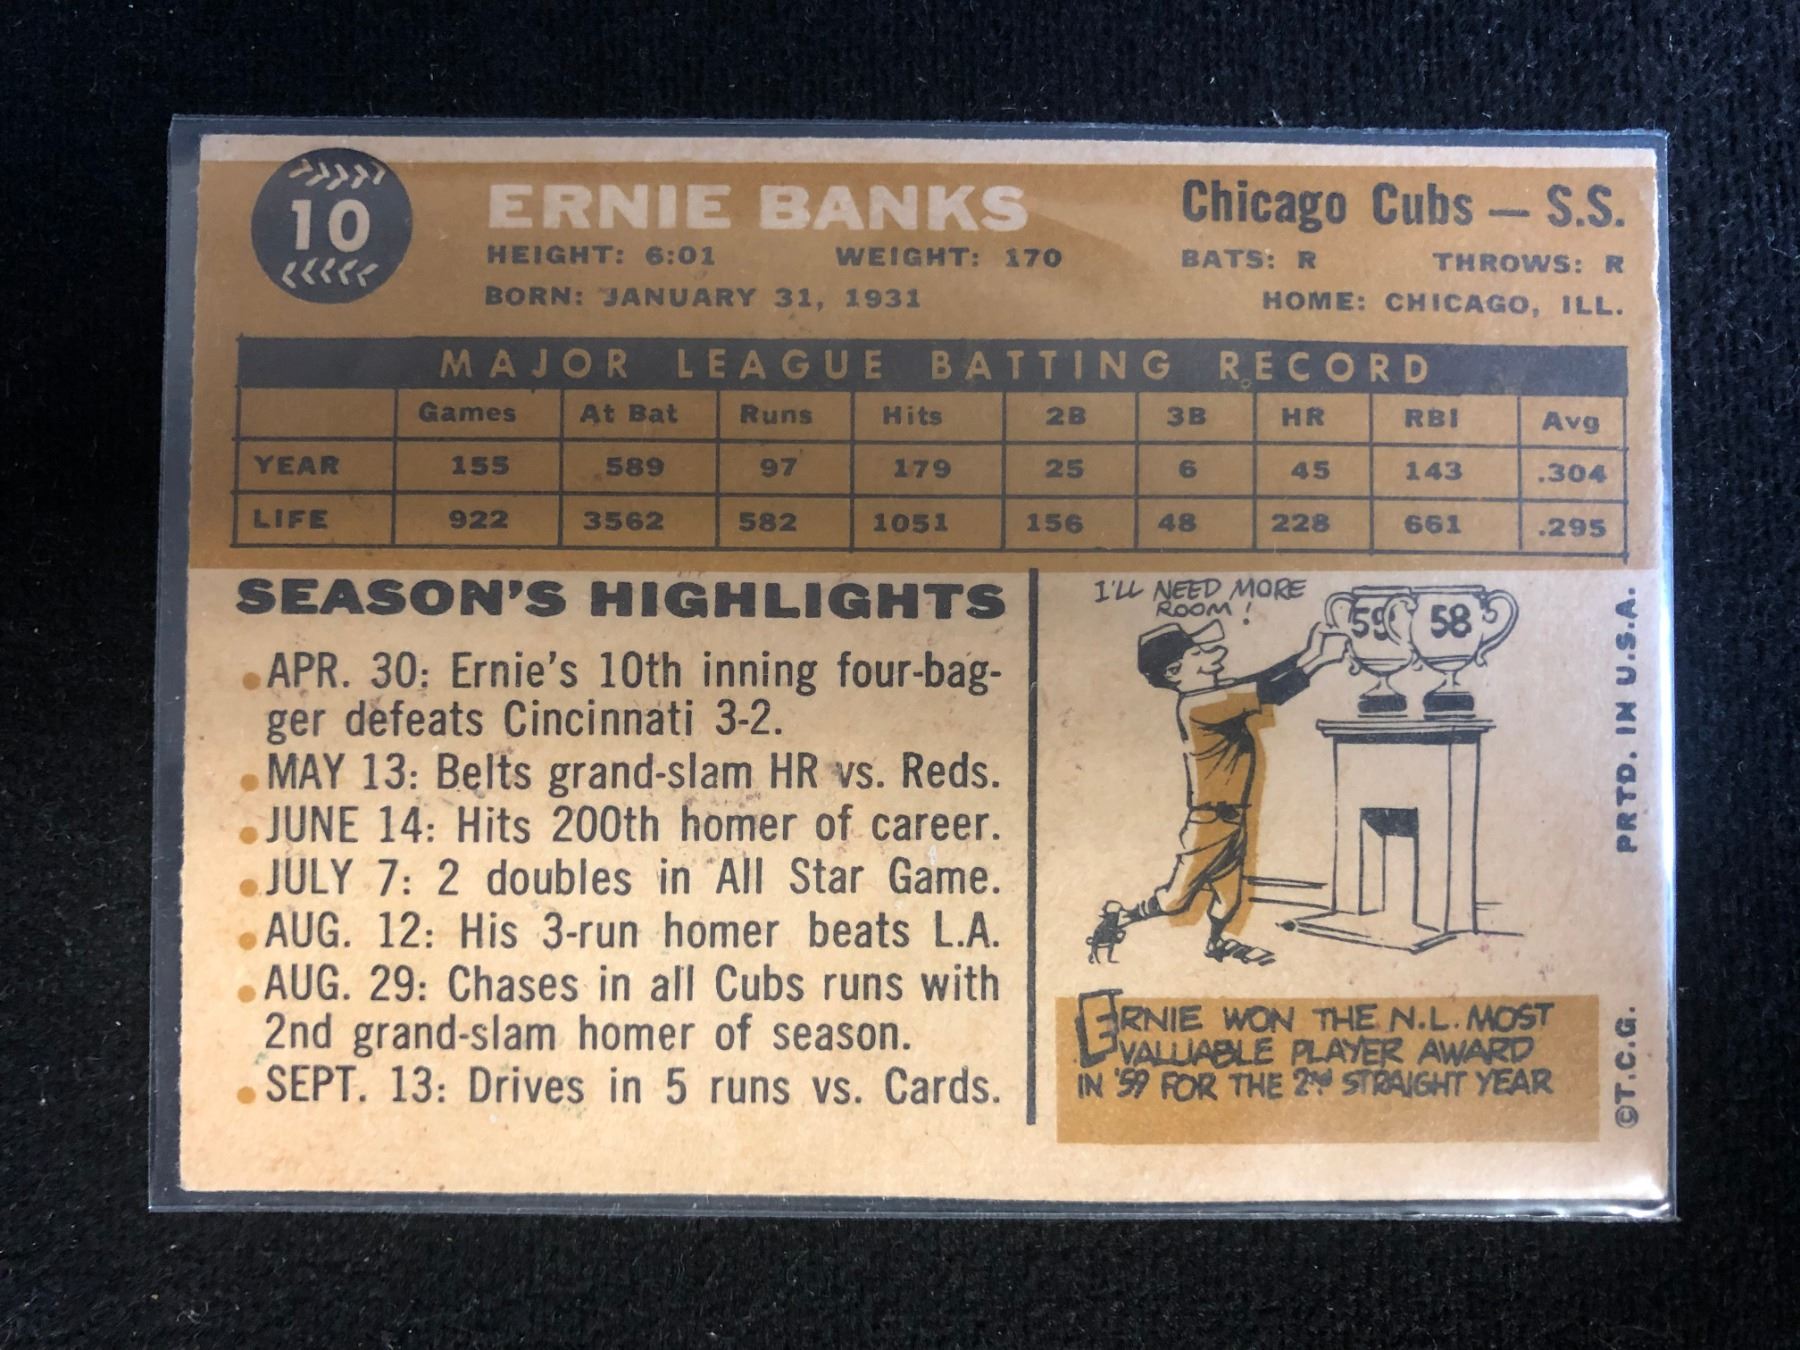 10
ERNIE BANKS
Chicago Cubs — S.S.
HEIGHT: 6:01 WEIGHT: 170 BATS: R THROWS: R
BORN: JANUARY 31, 1931 HOME: CHICAGO, ILL.
MAJOR LEAGUE BATTING RECORD
Games At Bat Runs Hits 2B 3B HR RBI Avg
YEAR 155 589 97 179 25 6 45 143 .304
LIFE 922 3562 582 1051 156 48 228 661 .295
SEASON'S HIGHLIGHTS
APR. 30: Ernie's 10th inning four-bag-
ger defeats Cincinnati 3-2.
MAY 13: Belts grand-slam HR vs. Reds.
JUNE 14: Hits 200th homer of career.
JULY 7: 2 doubles in All Star Game.
AUG. 12: His 3-run homer beats L.A.
AUG. 29: Chases in all Cubs runs with
2nd grand-slam homer of season.
SEPT. 13: Drives in 5 runs vs. Cards.
I'LL NEED MORE
ROOM!
59 58
ERNIE WON THE N.L. MOST
VALUABLE PLAYER AWARD
IN '59 FOR THE 2ND STRAIGHT YEAR
©T.C.G. PRTD. IN U.S.A.